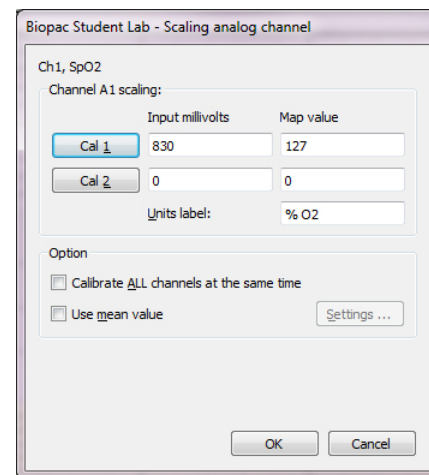 Biopac Student Lab - Scaling analog channel
Ch1, SpO2
Channel A1 scaling:
Input millivolts Map value
Cal 1 830 127
Cal 2 0 0
Units label: % O2
Option
Calibrate ALL channels at the same time
Use mean value Settings ...
OK Cancel